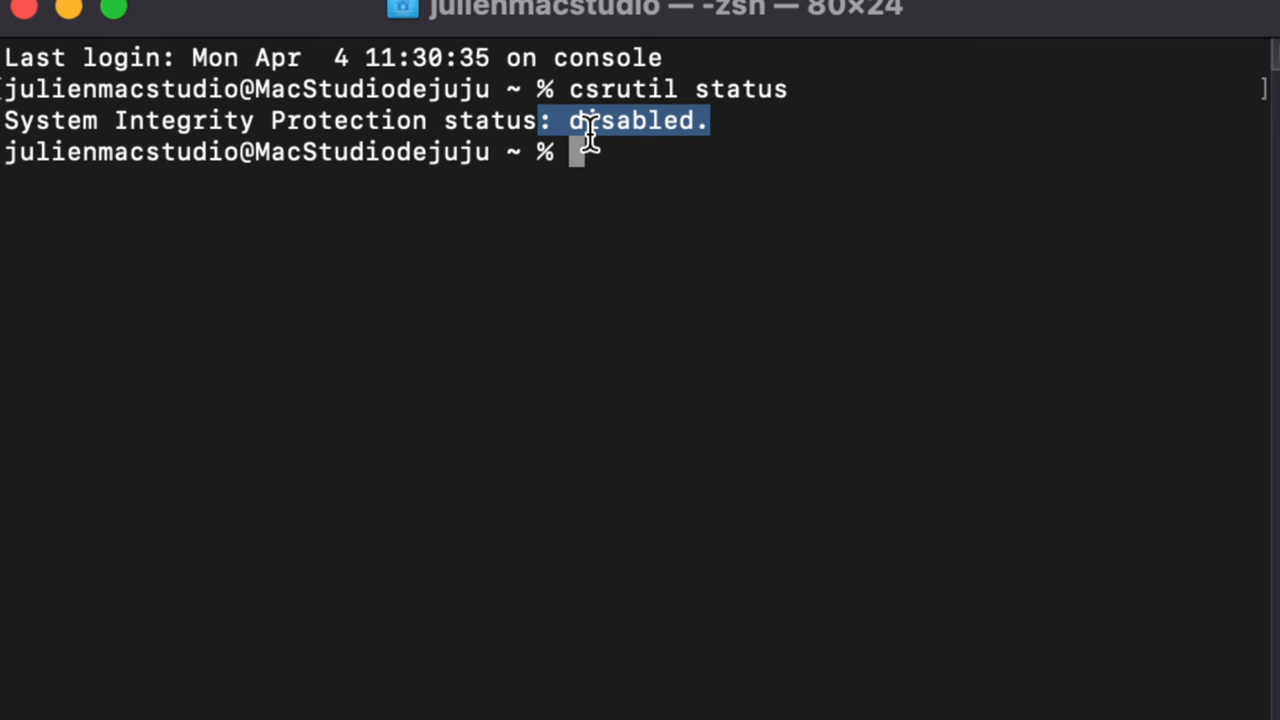 julienmacstudio — -zsh — 80×24
Last login: Mon Apr  4 11:30:35 on console
[julienmacstudio@MacStudiodejuju ~ % csrutil status ]
System Integrity Protection status: disabled.
julienmacstudio@MacStudiodejuju ~ %